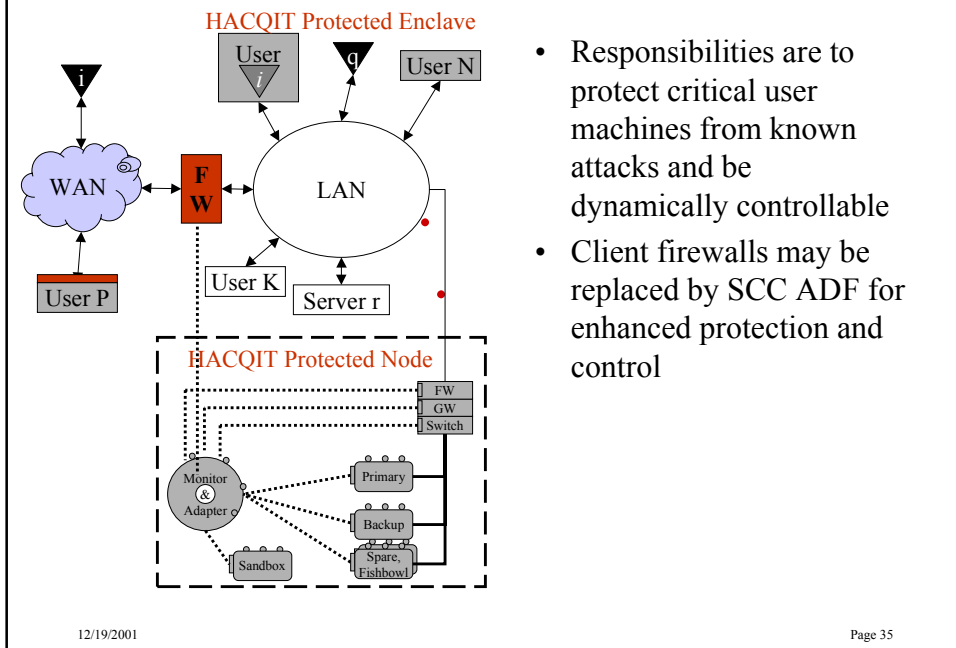 HACQIT Protected Enclave
User
i
q
User N
i
WAN
F
W
LAN
User P
User K
Server r
HACQIT Protected Node
FW
GW
Switch
Monitor
&
Adapter
Primary
Backup
Spare,
Fishbowl
Sandbox
• Responsibilities are to
protect critical user
machines from known
attacks and be
dynamically controllable
• Client firewalls may be
replaced by SCC ADF for
enhanced protection and
control
12/19/2001
Page 35